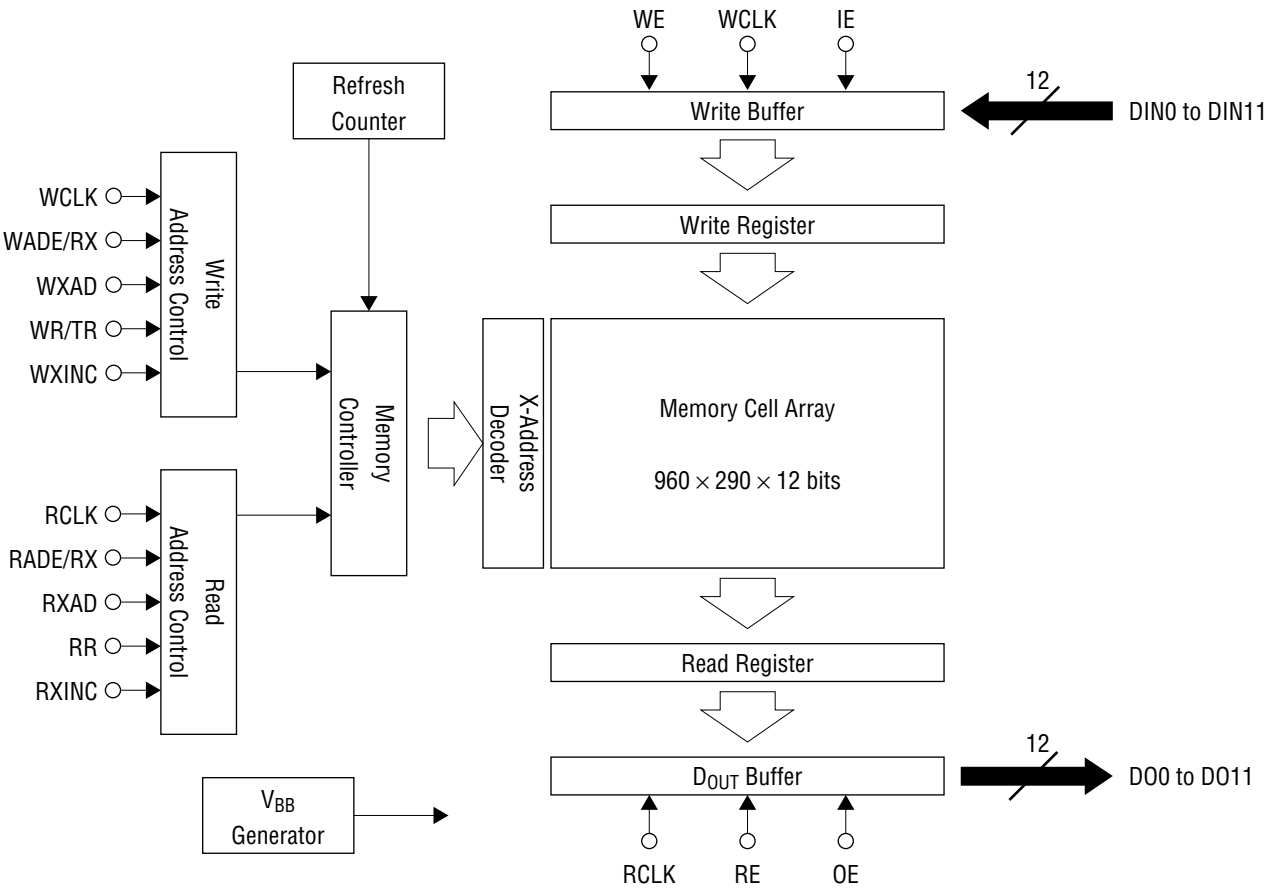 WE
WCLK
IE
Refresh
Counter
Write Buffer
12
DIN0 to DIN11
WCLK
WADE/RX
WXAD
WR/TR
WXINC
Write
Address Control
Write Register
Memory
Controller
X-Address
Decoder
Memory Cell Array
960 × 290 × 12 bits
RCLK
RADE/RX
RXAD
RR
RXINC
Read
Address Control
Read Register
VBB
Generator
DOUT Buffer
12
DO0 to DO11
RCLK
RE
OE